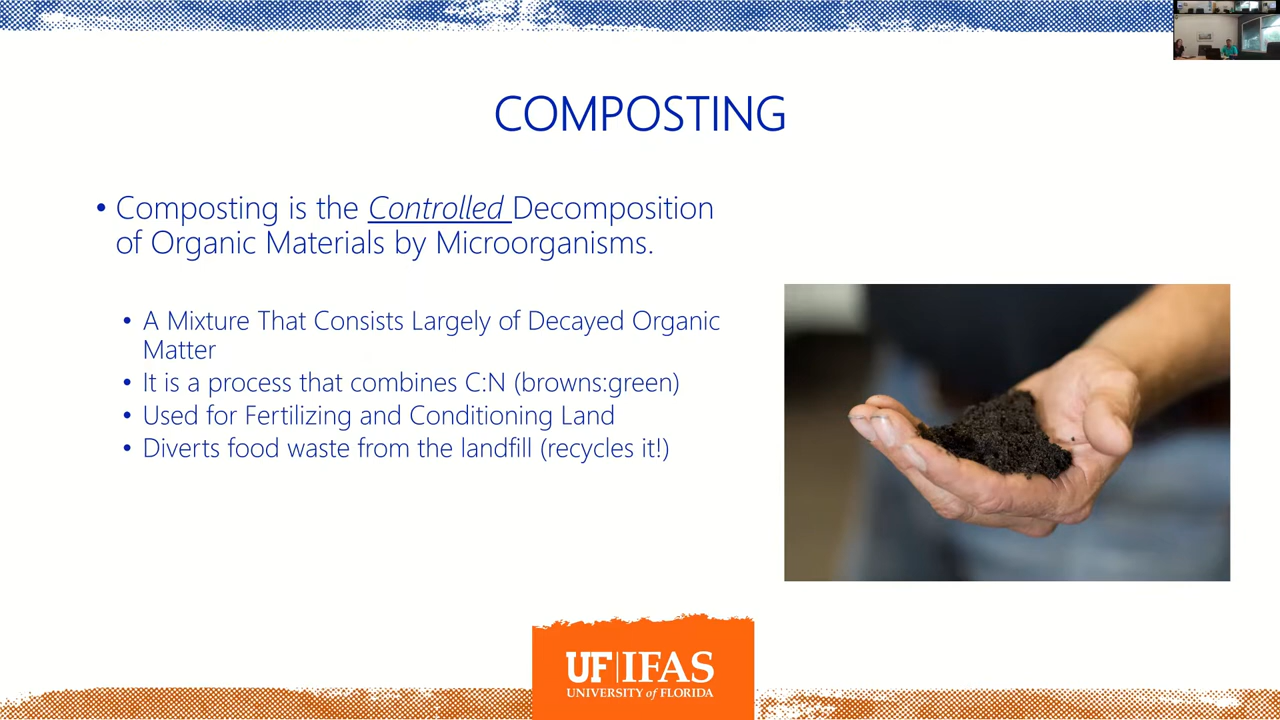 COMPOSTING
• Composting is the Controlled Decomposition
of Organic Materials by Microorganisms.
• A Mixture That Consists Largely of Decayed Organic
Matter
• It is a process that combines C:N (browns:green)
• Used for Fertilizing and Conditioning Land
• Diverts food waste from the landfill (recycles it!)
UF|IFAS
UNIVERSITY of FLORIDA